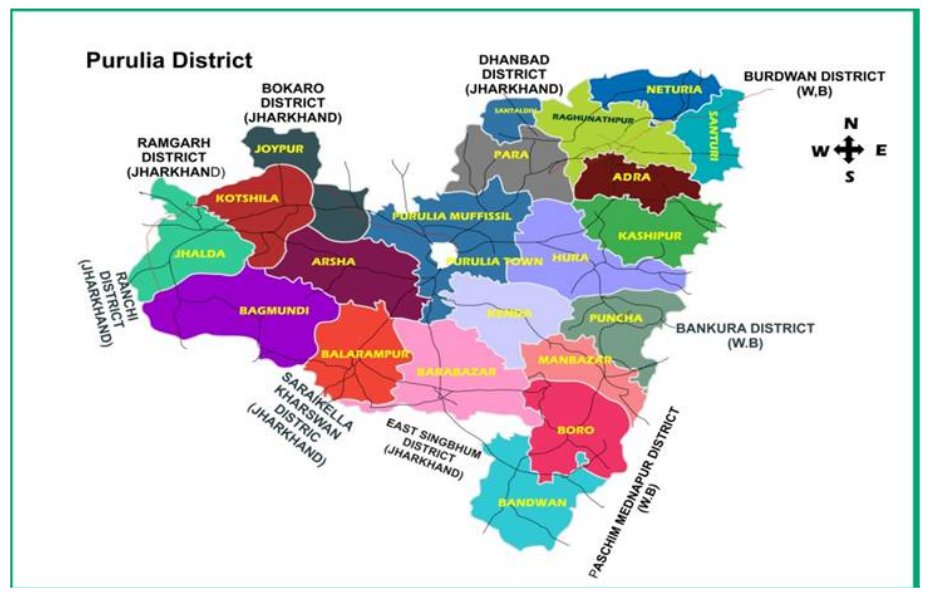 Purulia District
DHANBAD
DISTRICT
(JHARKHAND)
BURDWAN DISTRICT
(W,B)
BOKARO
DISTRICT
(JHARKHAND)
RAMGARH
DISTRICT
(JHARKHAND)
N
W E
S
NETURIA
SANTALDIH
RAGHUNATHPUR
SANTURI
JOYPUR
PARA
ADRA
KOTSHILA
PURULIA MUFFISSIL
KASHIPUR
JHALDA
ARSHA
PURULIA TOWN
HURA
RANCHI
DISTRICT
(JHARKHAND)
BAGMUNDI
KENDA
PUNCHA
BANKURA DISTRICT
(W.B)
BALARAMPUR
BARABAZAR
MANBAZAR
SARAIKELLA
KHARSWAN
DISTRIC
(JHARKHAND)
EAST SINGBHUM
DISTRICT
(JHARKHAND)
BORO
PASCHIM MEDNAPUR DISTRICT
(W.B)
BANDWAN